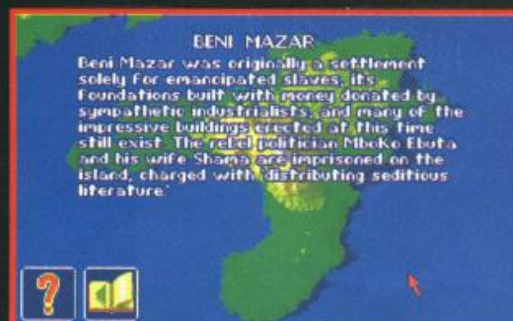 BENI MAZAR
Beni Mazar was originally a settlement
solely for emancipated slaves, its
foundations built with money donated by
sympathetic industrialists, and many of the
impressive buildings erected at this time
still exist. The rebel politician Mboko Ebuta
and his wife Shama are imprisoned on the
island, charged with 'distributing seditious
literature.'
?